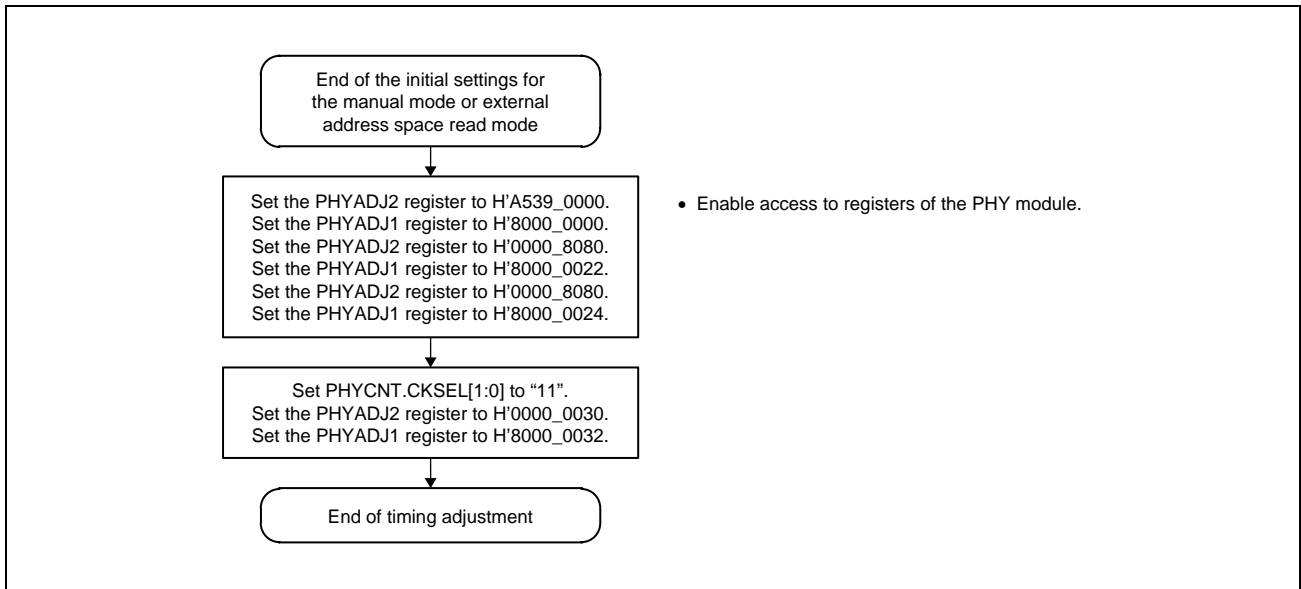 End of the initial settings for
the manual mode or external
address space read mode
Set the PHYADJ2 register to H'A539_0000.
Set the PHYADJ1 register to H'8000_0000.
Set the PHYADJ2 register to H'0000_8080.
Set the PHYADJ1 register to H'8000_0022.
Set the PHYADJ2 register to H'0000_8080.
Set the PHYADJ1 register to H'8000_0024.
• Enable access to registers of the PHY module.
Set PHYCNT.CKSEL[1:0] to “11”.
Set the PHYADJ2 register to H'0000_0030.
Set the PHYADJ1 register to H'8000_0032.
End of timing adjustment